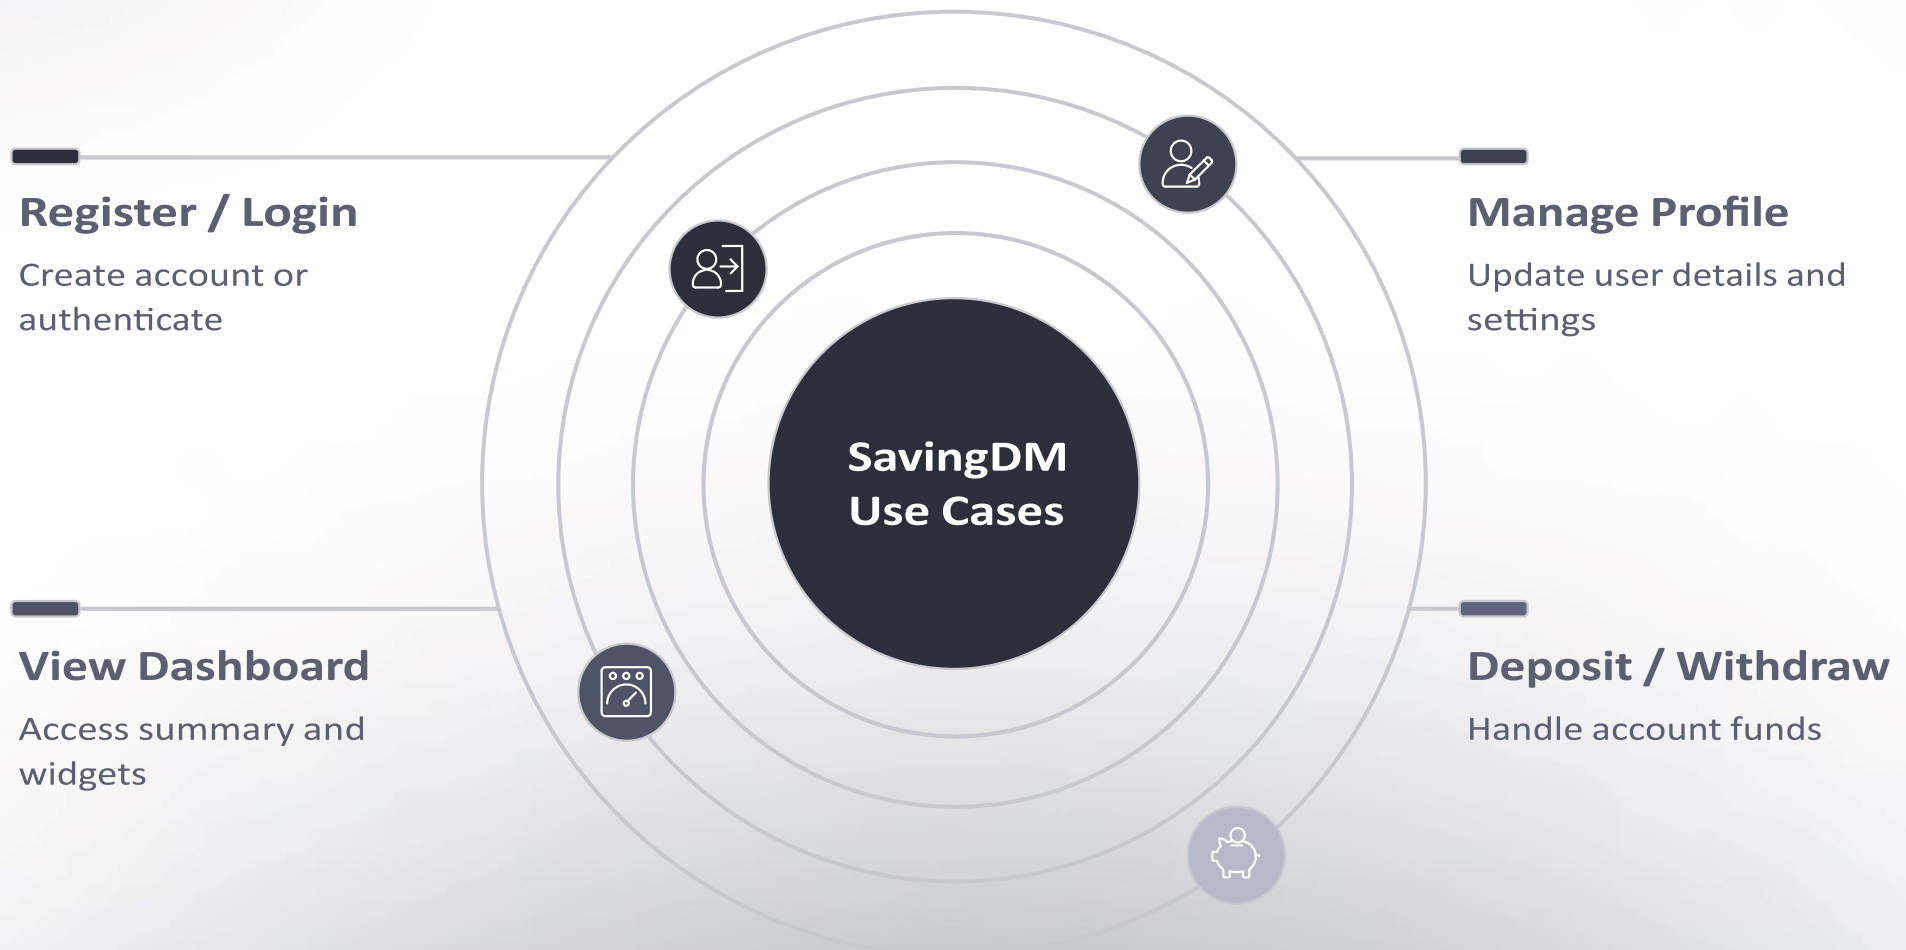 Register / Login
Create account or
authenticate
Manage Profile
Update user details and
settings
SavingDM
Use Cases
View Dashboard
Access summary and
widgets
Deposit / Withdraw
Handle account funds